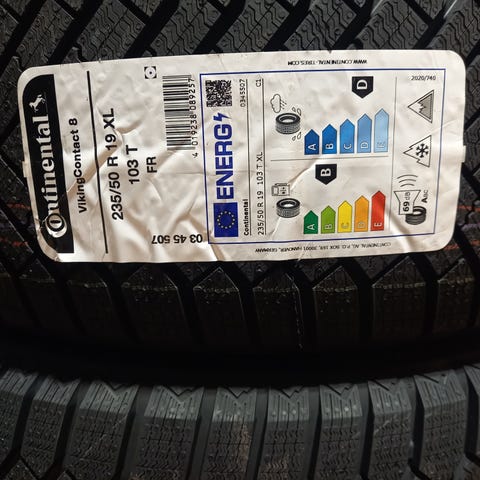 Continental
VikingContact 8
235/50 R 19 XL
103 T
FR
4 019238 089257
03 45 507
ENERG
0345507
Continental
235/50 R 19 103 T XL
C1
WWW.CONTINENTAL-TIRES.COM
CONTINENTAL AG, P.O. BOX 169, 30001 HANOVER, GERMANY
D
A
B
C
D
E
B
A
B
C
D
E
2020/740
69 dB
ABC